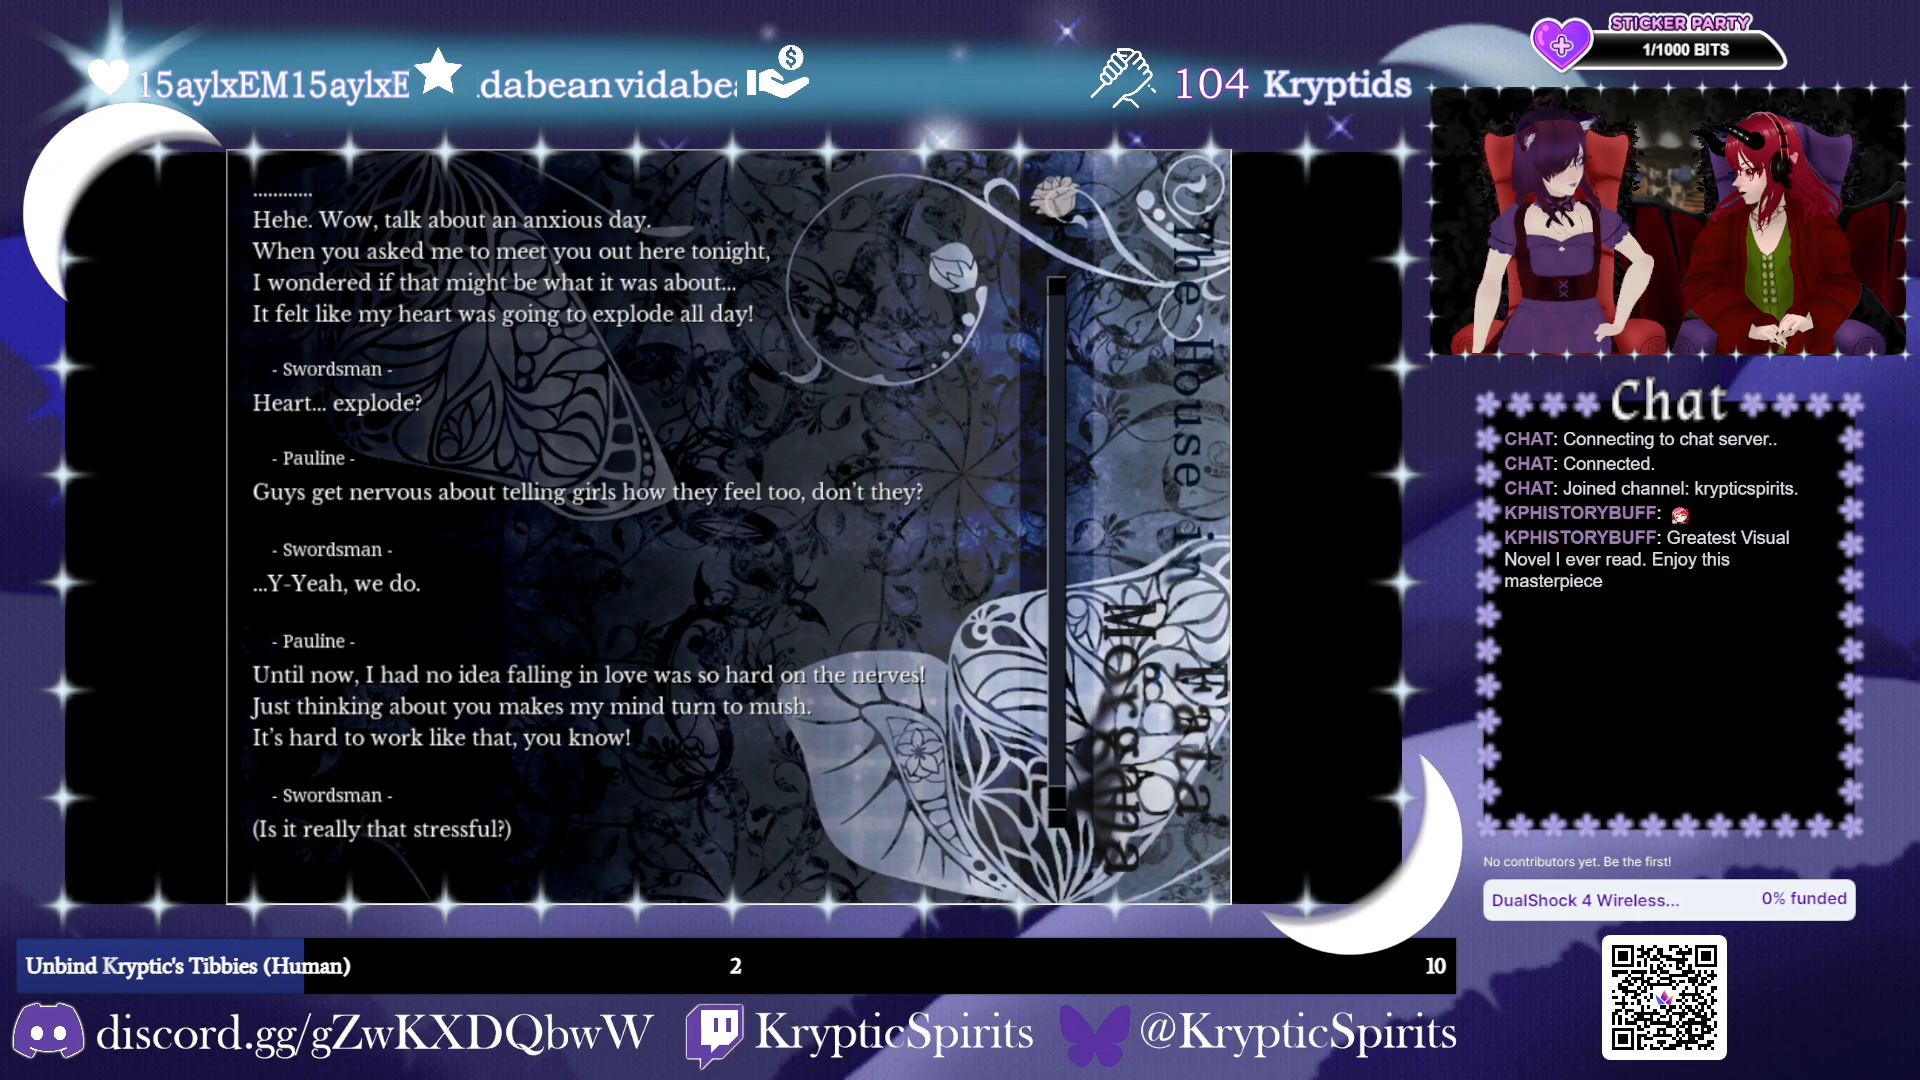 15aylxEM15aylxE
.dabeanvidabe
104 Kryptids
STICKER PARTY
1/1000 BITS
............
Hehe. Wow, talk about an anxious day.
When you asked me to meet you out here tonight,
I wondered if that might be what it was about...
It felt like my heart was going to explode all day!
- Swordsman -
Heart... explode?
- Pauline -
Guys get nervous about telling girls how they feel too, don't they?
- Swordsman -
...Y-Yeah, we do.
- Pauline -
Until now, I had no idea falling in love was so hard on the nerves!
Just thinking about you makes my mind turn to mush.
It's hard to work like that, you know!
- Swordsman -
(Is it really that stressful?)
The House in
Fata
Morgana
Chat
CHAT: Connecting to chat server..
CHAT: Connected.
CHAT: Joined channel: krypticspirits.
KPHISTORYBUFF:
KPHISTORYBUFF: Greatest Visual
Novel I ever read. Enjoy this
masterpiece
No contributors yet. Be the first!
DualShock 4 Wireless... 0% funded
Unbind Kryptic's Tibbies (Human) 2 10
discord.gg/gZwKXDQbwW KrypticSpirits @KrypticSpirits